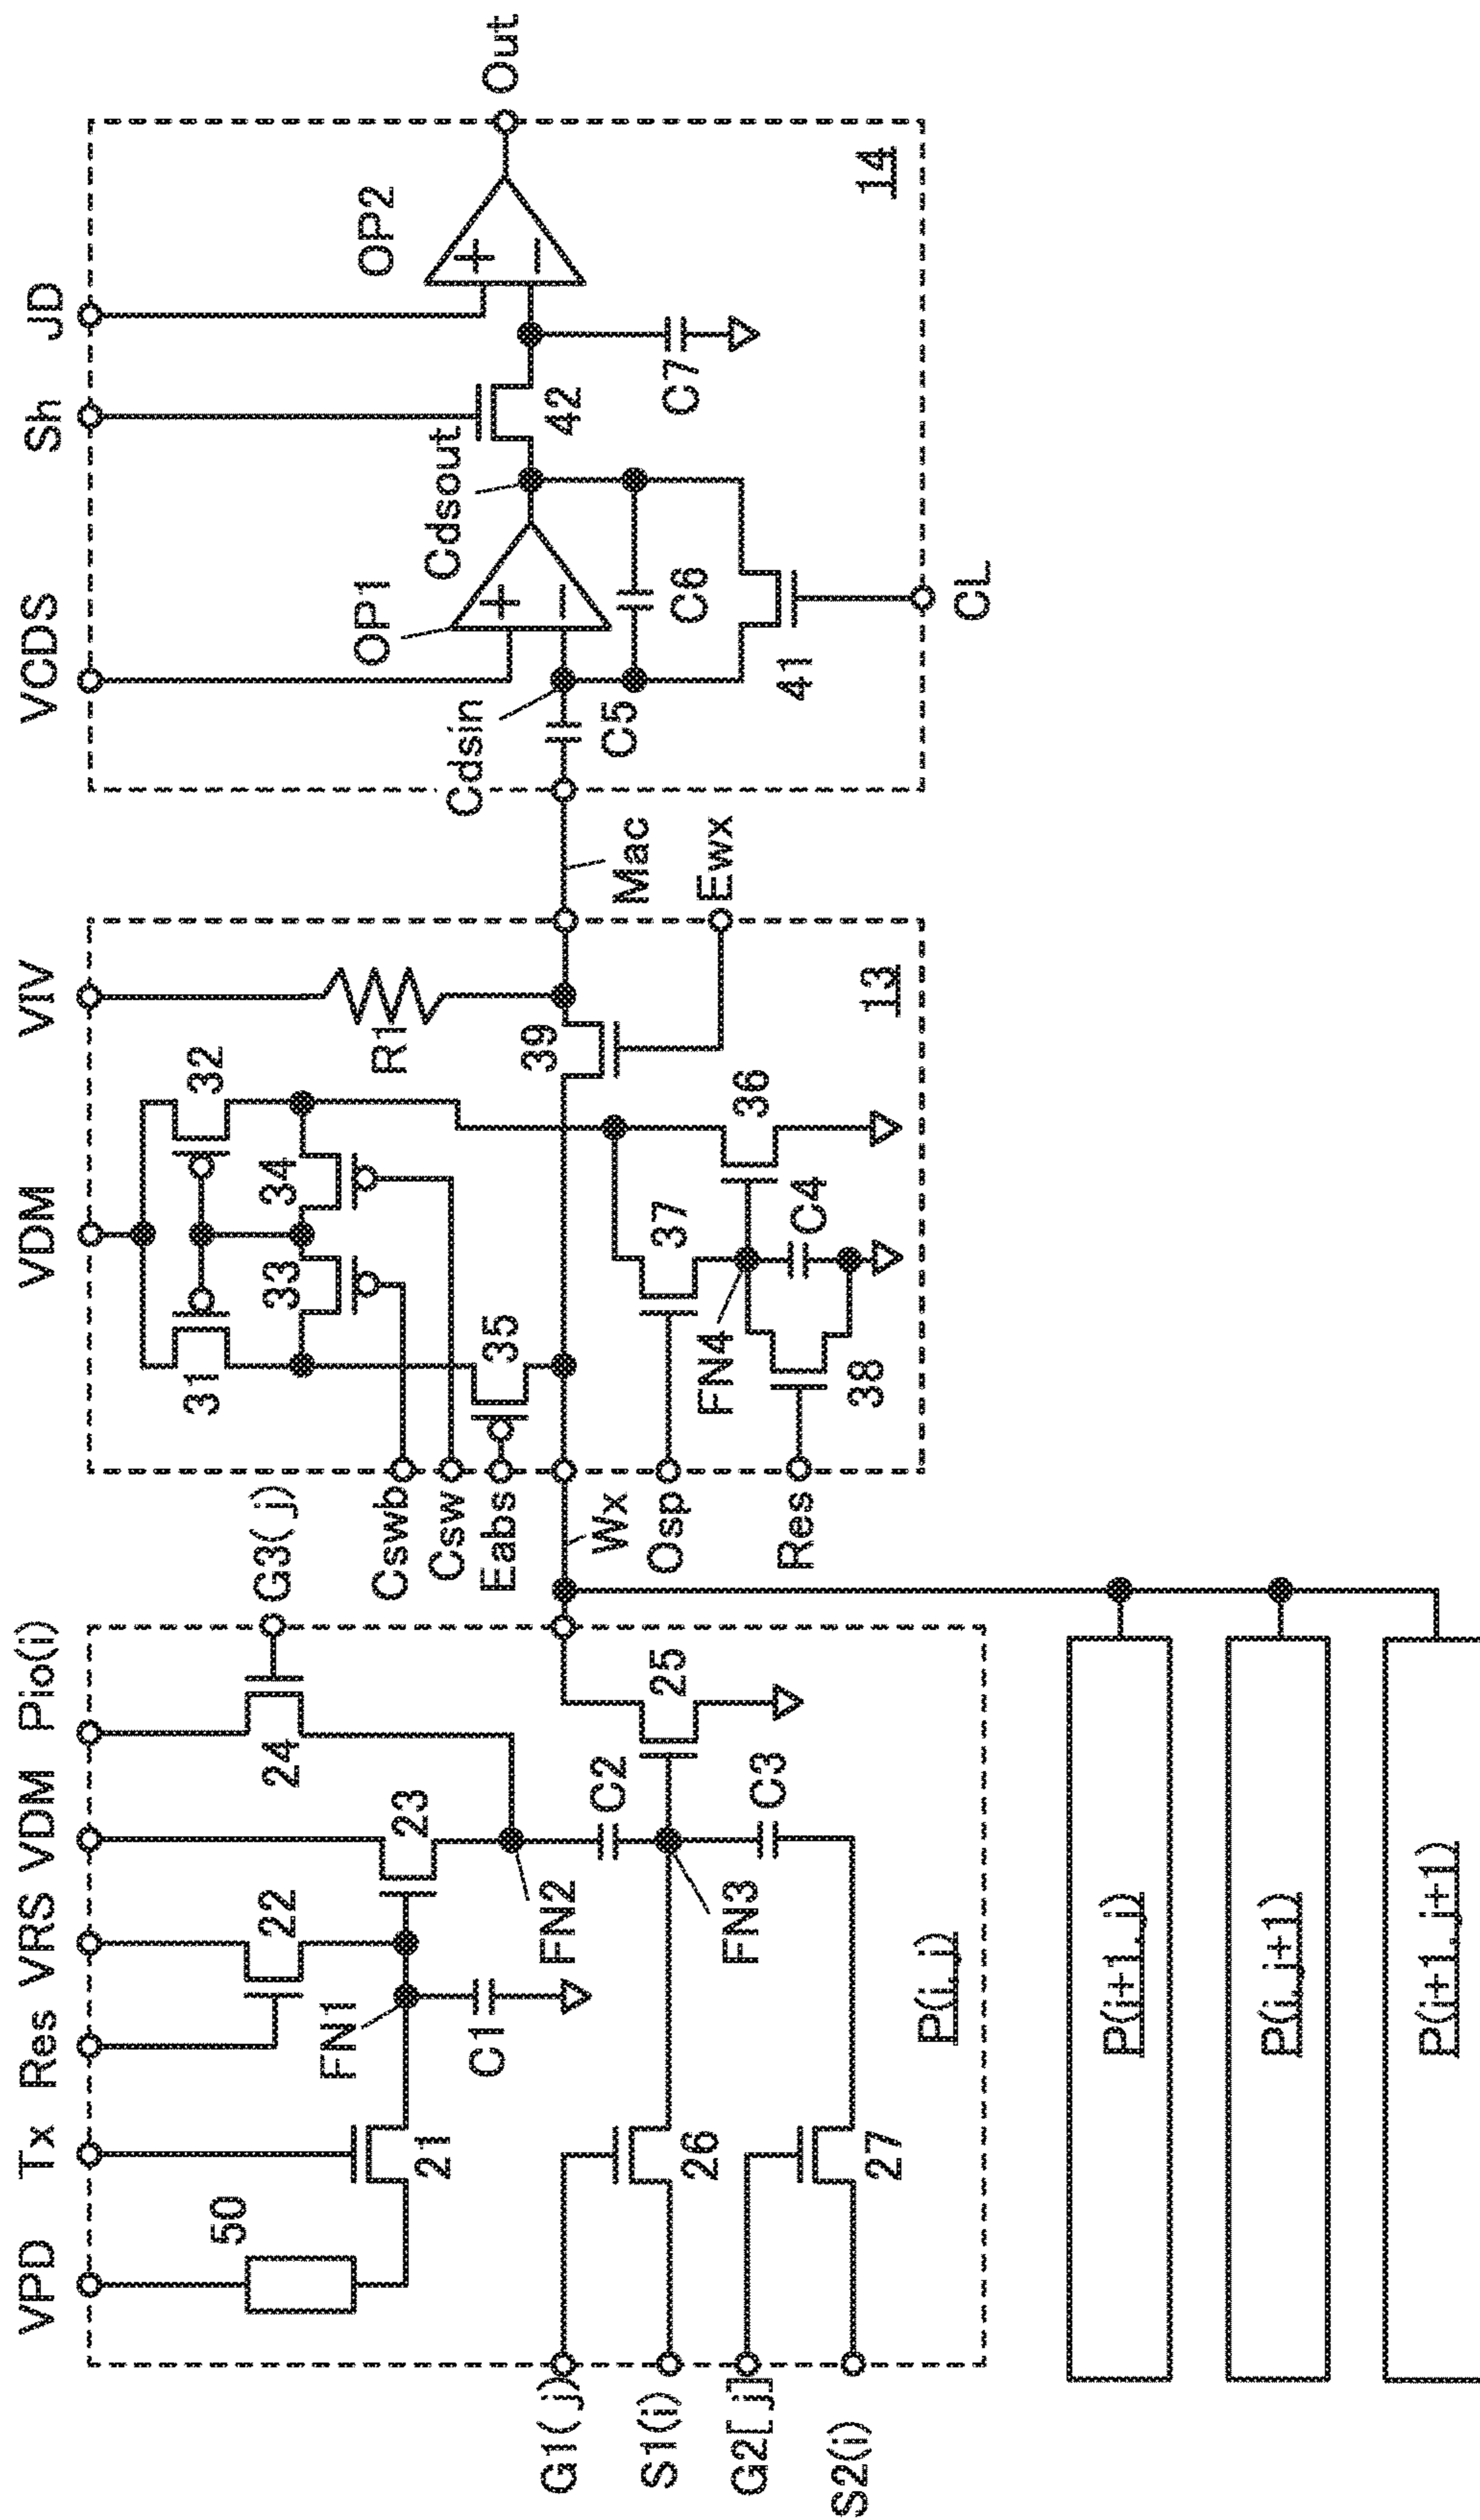 VPD
Tx
Res
VRS
VDM
Pio(i)
50
21
22
23
24
G3(j)
FN1
C1
FN2
C2
25
G1(j)
S1(i)
G2[j]
S2(i)
26
27
FN3
C3
P(i,j)
P(i+1,j)
P(i,j+1)
P(i+1,j+1)
VDM
VIV
31
32
33
34
Cswb
Csw
Eabs
Wx
Osp
Res
35
R1
39
37
36
FN4
C4
38
13
Mac
Ewx
VCDS
Sh
JD
OP1
OP2
Out
Cdsin
Cdsout
C5
C6
42
C7
41
14
CL